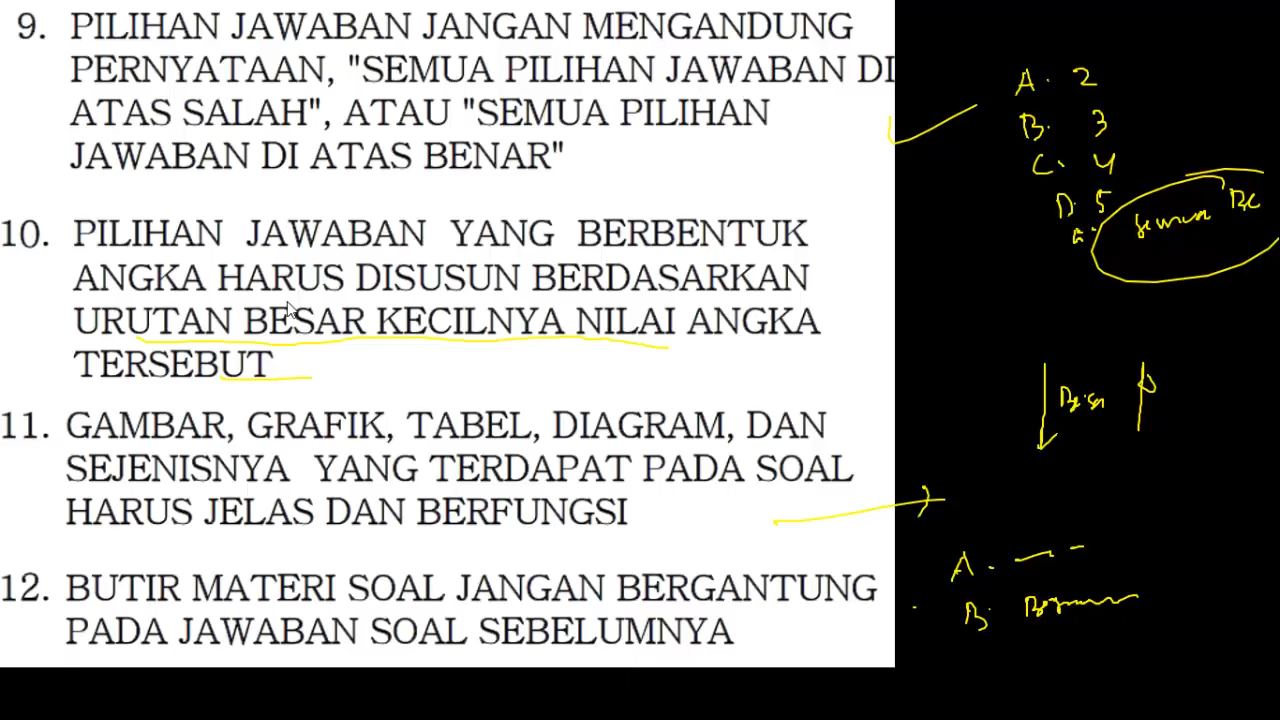 9. PILIHAN JAWABAN JANGAN MENGANDUNG
PERNYATAAN, "SEMUA PILIHAN JAWABAN DI
ATAS SALAH", ATAU "SEMUA PILIHAN
JAWABAN DI ATAS BENAR"
10. PILIHAN JAWABAN YANG BERBENTUK
ANGKA HARUS DISUSUN BERDASARKAN
URUTAN BESAR KECILNYA NILAI ANGKA
TERSEBUT
11. GAMBAR, GRAFIK, TABEL, DIAGRAM, DAN
SEJENISNYA YANG TERDAPAT PADA SOAL
HARUS JELAS DAN BERFUNGSI
12. BUTIR MATERI SOAL JANGAN BERGANTUNG
PADA JAWABAN SOAL SEBELUMNYA
A. 2
B. 3
C. 4
D. 5
semua
A.
B.